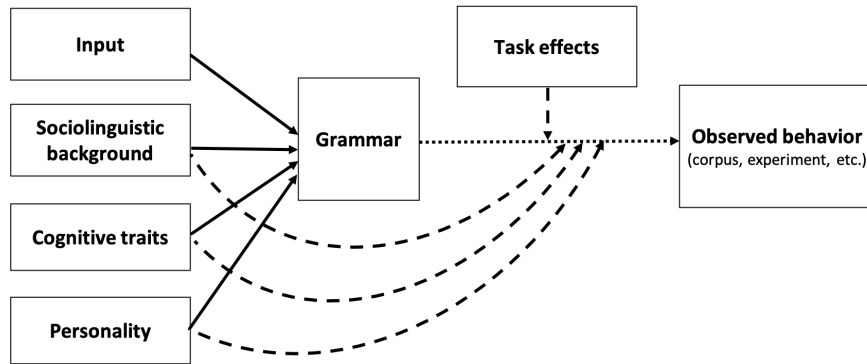 Input
Task effects
Sociolinguistic
background
Grammar
Observed behavior
(corpus, experiment, etc.)
Cognitive traits
Personality